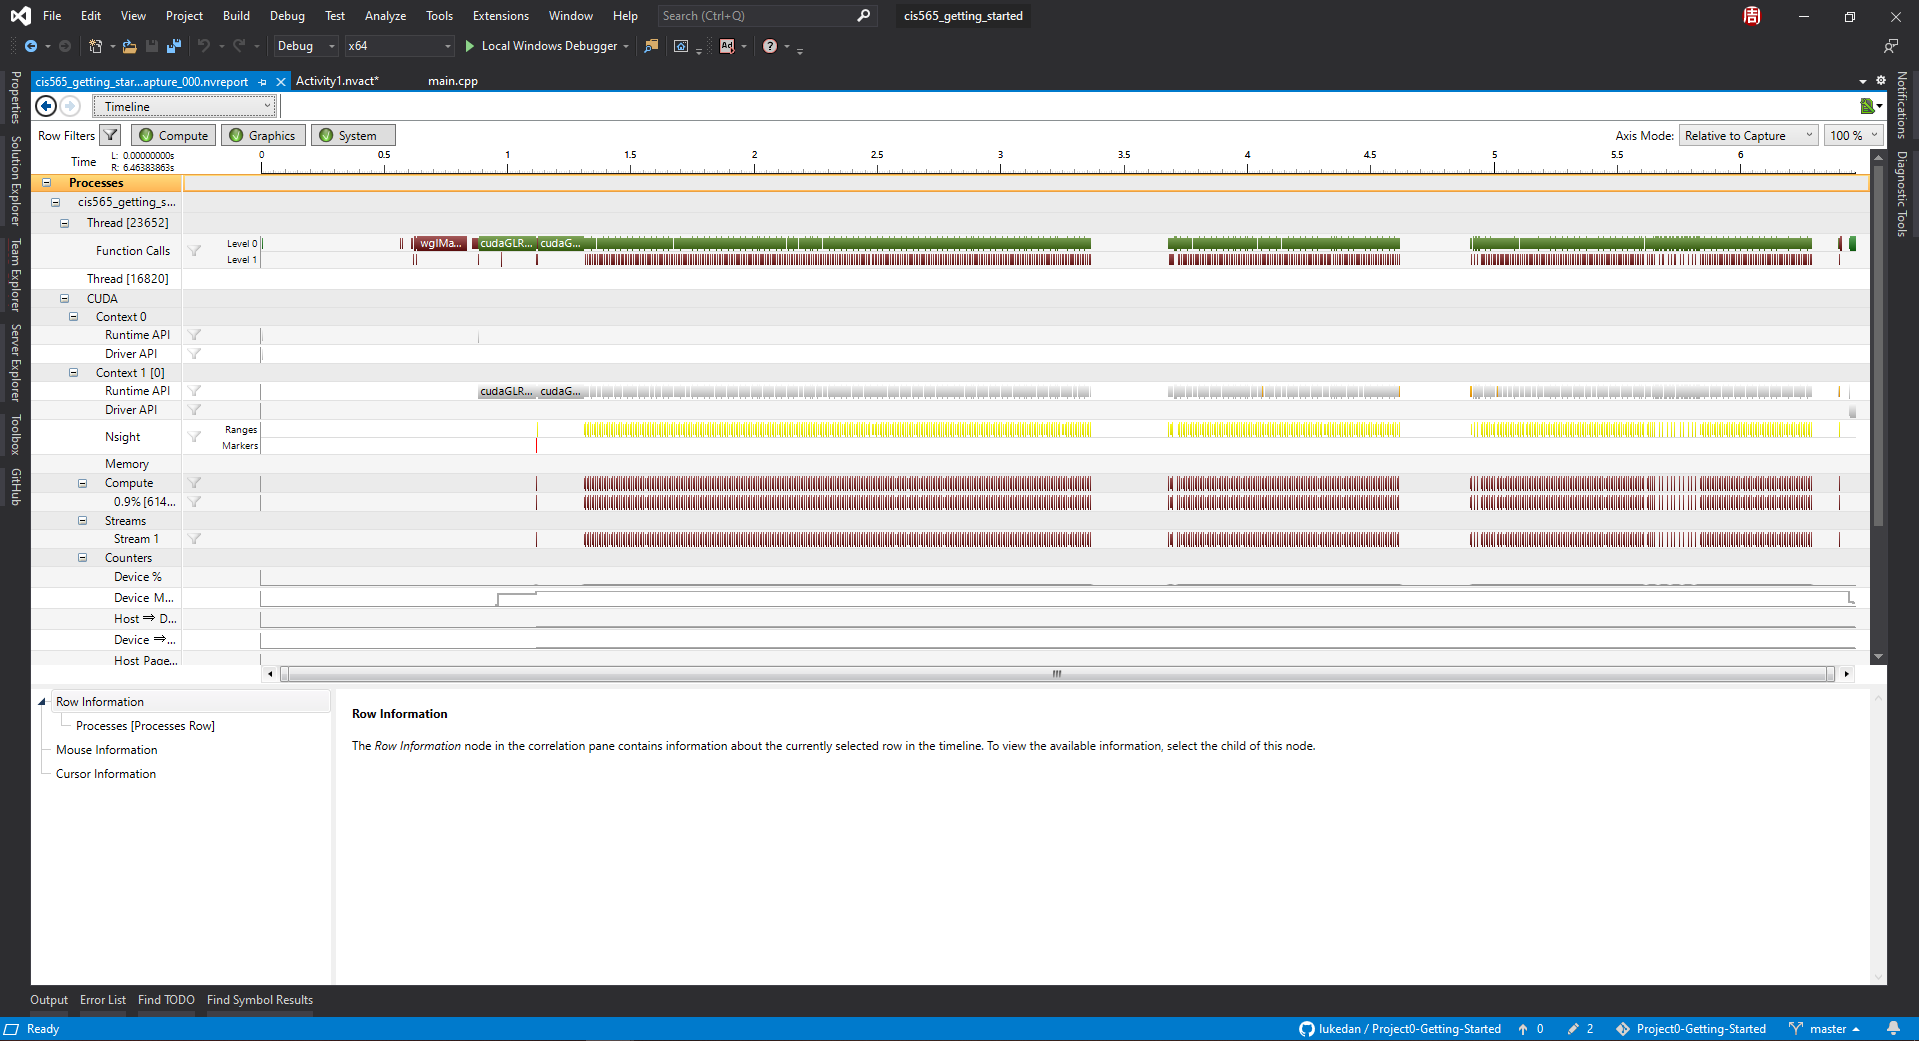 File Edit View Project Build Debug Test Analyze Tools Extensions Window Help Search (Ctrl+Q) cis565_getting_started 周
Debug x64 Local Windows Debugger
cis565_getting_star...apture_000.nvreport Activity1.nvact* main.cpp
Timeline
Row Filters Compute Graphics System Axis Mode: Relative to Capture 100 %
Time L: 0.00000000s 0 0.5 1 1.5 2 2.5 3 3.5 4 4.5 5 5.5 6
R: 6.46383863s
Processes
cis565_getting_s...
Thread [23652]
Function Calls Level 0 wglMa... cudaGLR... cudaG...
Level 1
Thread [16820]
CUDA
Context 0
Runtime API
Driver API
Context 1 [0]
Runtime API cudaGLR... cudaG...
Driver API
Nsight Ranges
Markers
Memory
Compute
0.9% [614...
Streams
Stream 1
Counters
Device %
Device M...
Host ⇒ D...
Device ⇒...
Host Page...
Row Information
Processes [Processes Row]
Mouse Information
Cursor Information
Row Information
The Row Information node in the correlation pane contains information about the currently selected row in the timeline. To view the available information, select the child of this node.
Properties
Solution Explorer
Team Explorer
Server Explorer
Toolbox
GitHub
Notifications
Diagnostic Tools
Output Error List Find TODO Find Symbol Results
Ready lukedan / Project0-Getting-Started 0 2 Project0-Getting-Started master